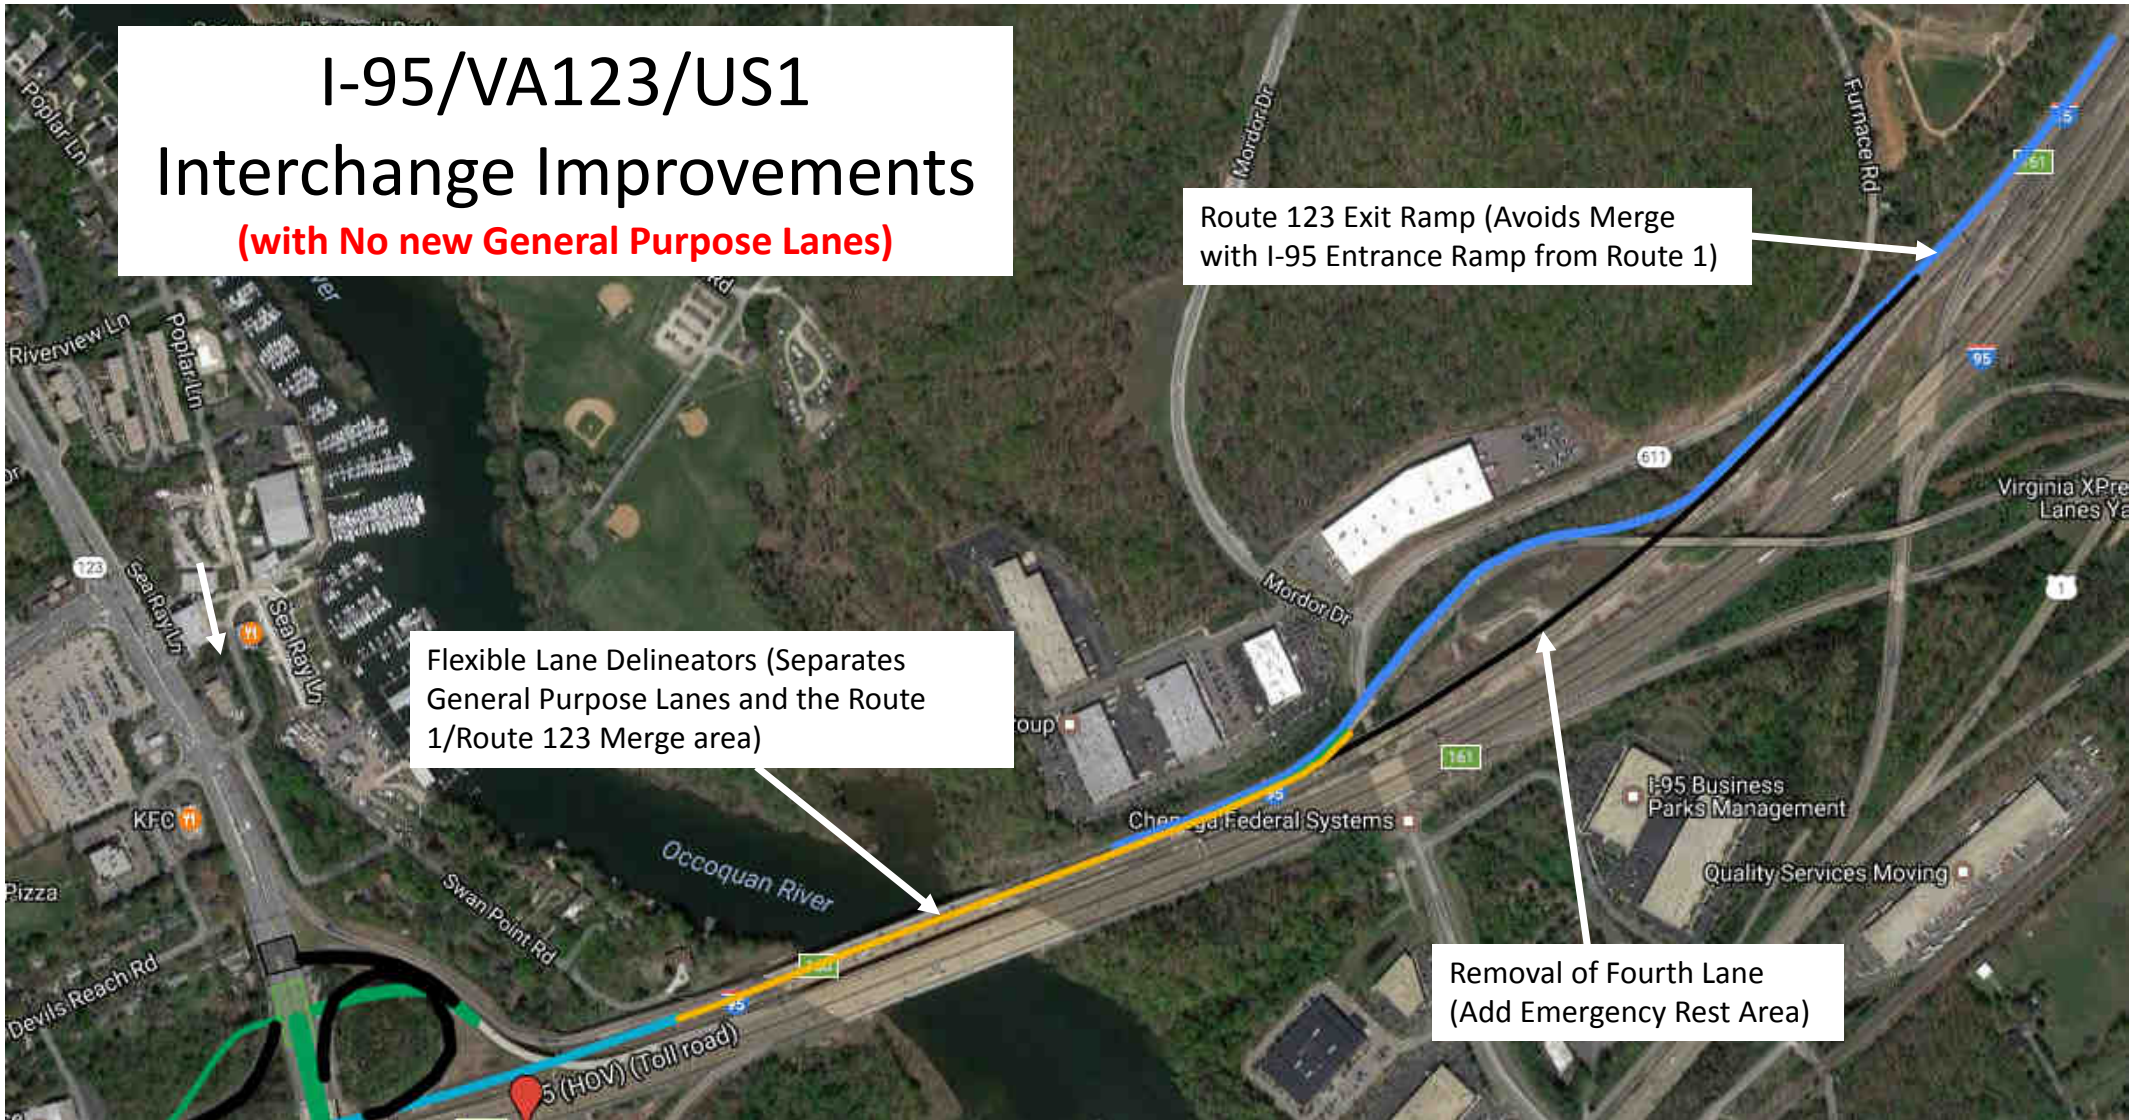 I-95/VA123/US1
Interchange Improvements
(with No new General Purpose Lanes)
Poplar Ln
Mordor Dr
Furnace Rd
Route 123 Exit Ramp (Avoids Merge
with I-95 Entrance Ramp from Route 1)
161
95
Riverview Ln
Poplar Ln
Rd
611
Virginia XPre
Lanes Ya
1
123
Sea Ray Ln
Sea Ray Ln
Mordor Dr
Flexible Lane Delineators (Separates
General Purpose Lanes and the Route
1/Route 123 Merge area)
oup
161
I-95 Business
Parks Management
KFC
Federal Systems
Occoquan River
Quality Services Moving
Pizza
Swan Point Rd
Devils Reach Rd
95
Removal of Fourth Lane
(Add Emergency Rest Area)
5 (HOV) (Toll road)